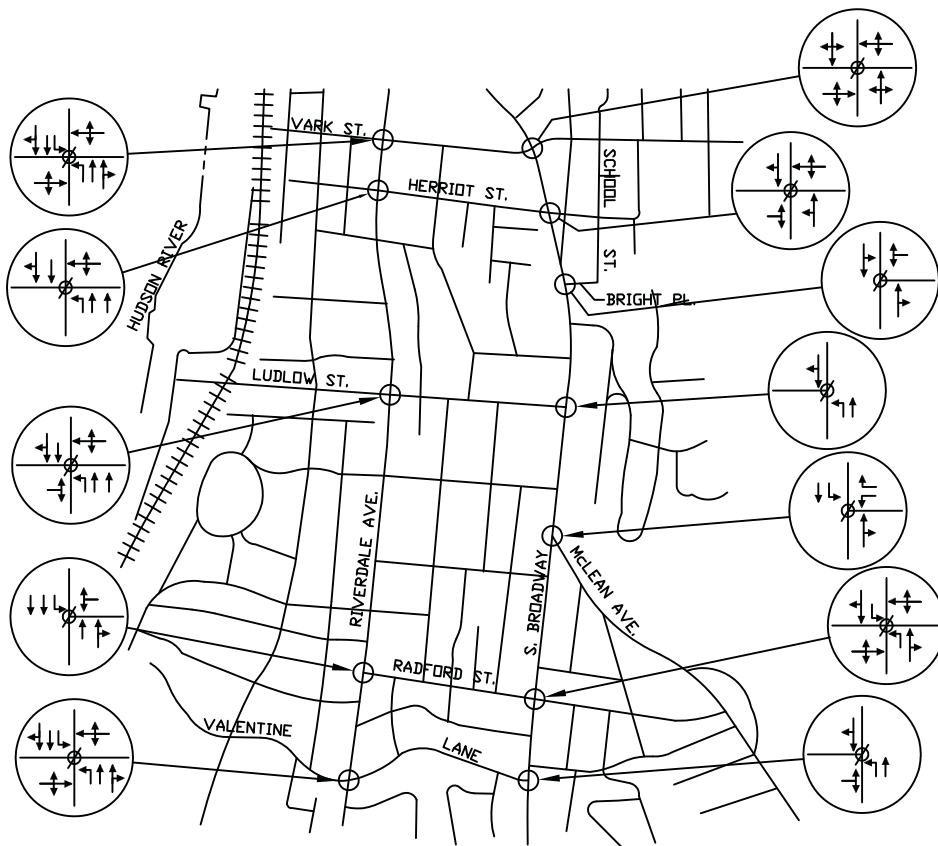 VARK ST.
HERRIOT ST.
SCHOOL
ST.
HUDSON RIVER
BRIGHT PL.
LUDLOW ST.
RIVERDALE AVE.
S. BROADWAY
McLEAN AVE.
RADFORD ST.
VALENTINE
LANE